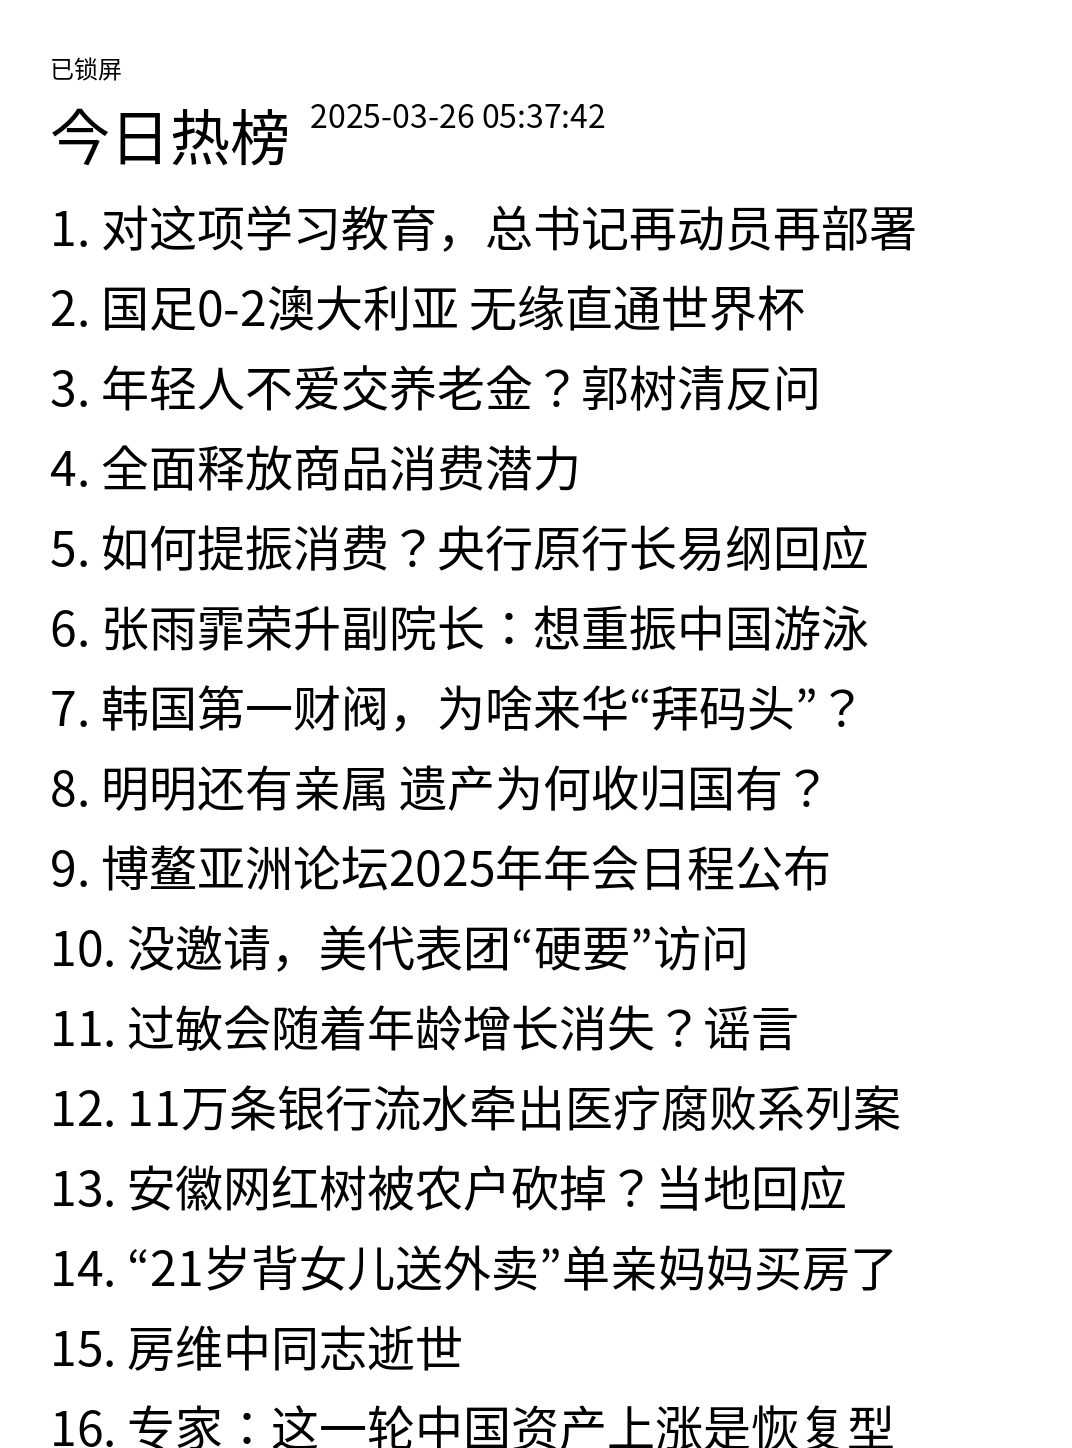 已锁屏
今日热榜 2025-03-26 05:37:42
1. 对这项学习教育，总书记再动员再部署
2. 国足0-2澳大利亚 无缘直通世界杯
3. 年轻人不爱交养老金？郭树清反问
4. 全面释放商品消费潜力
5. 如何提振消费？央行原行长易纲回应
6. 张雨霏荣升副院长：想重振中国游泳
7. 韩国第一财阀，为啥来华“拜码头”？
8. 明明还有亲属 遗产为何收归国有？
9. 博鳌亚洲论坛2025年年会日程公布
10. 没邀请，美代表团“硬要”访问
11. 过敏会随着年龄增长消失？谣言
12. 11万条银行流水牵出医疗腐败系列案
13. 安徽网红树被农户砍掉？当地回应
14. “21岁背女儿送外卖”单亲妈妈买房了
15. 房维中同志逝世
16. 专家：这一轮中国资产上涨是恢复型